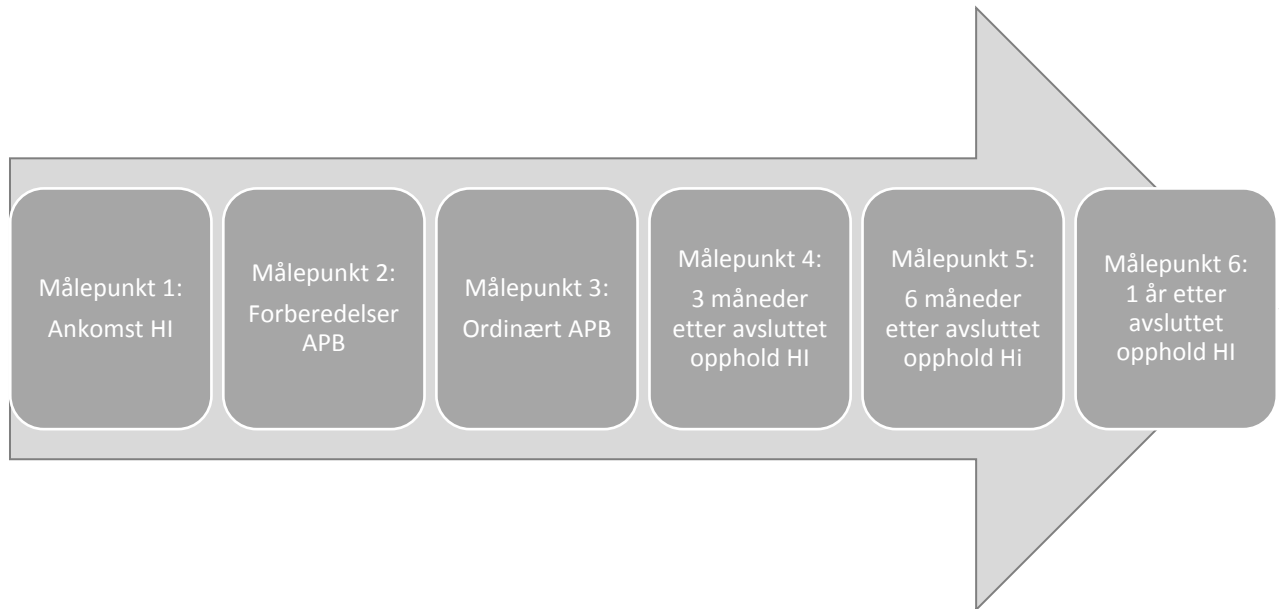 Målepunkt 1:
Ankomst HI
Målepunkt 2:
Forberedelser
APB
Målepunkt 3:
Ordinært APB
Målepunkt 4:
3 måneder
etter avsluttet
opphold HI
Målepunkt 5:
6 måneder
etter avsluttet
opphold Hi
Målepunkt 6:
1 år etter
avsluttet
opphold HI